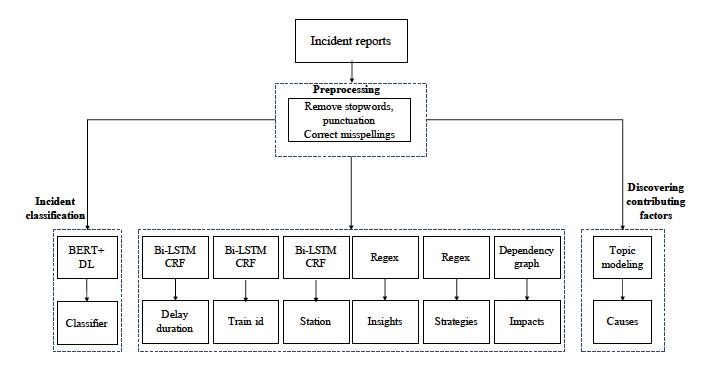 Incident reports
Preprocessing
Remove stopwords,
punctuation
Correct misspellings
Incident
classification
Discovering
contributing
factors
BERT+
DL
Bi-LSTM
CRF
Bi-LSTM
CRF
Bi-LSTM
CRF
Regex
Regex
Dependency
graph
Topic
modeling
Classifier
Delay
duration
Train id
Station
Insights
Strategies
Impacts
Causes